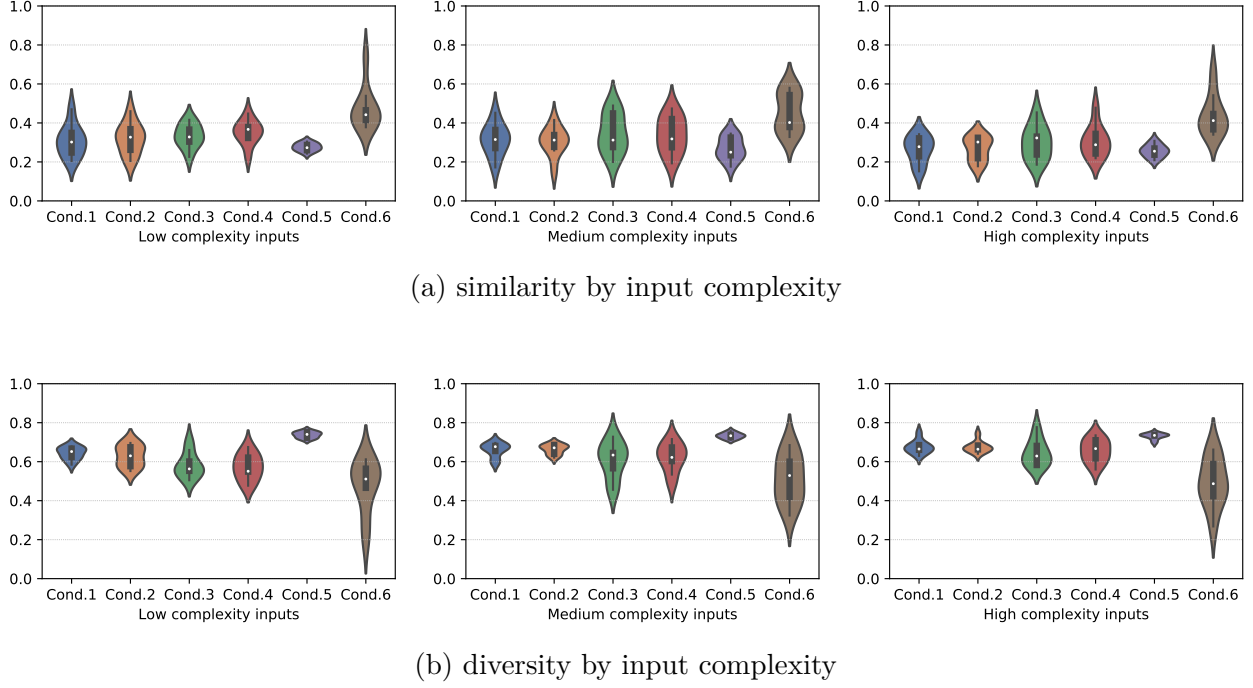 1.0 1.0 1.0
0.8 0.8 0.8
0.6 0.6 0.6
0.4 0.4 0.4
0.2 0.2 0.2
0.0 0.0 0.0
Cond.1 Cond.2 Cond.3 Cond.4 Cond.5 Cond.6 Cond.1 Cond.2 Cond.3 Cond.4 Cond.5 Cond.6 Cond.1 Cond.2 Cond.3 Cond.4 Cond.5 Cond.6
Low complexity inputs Medium complexity inputs High complexity inputs
(a) similarity by input complexity
1.0 1.0 1.0
0.8 0.8 0.8
0.6 0.6 0.6
0.4 0.4 0.4
0.2 0.2 0.2
0.0 0.0 0.0
Cond.1 Cond.2 Cond.3 Cond.4 Cond.5 Cond.6 Cond.1 Cond.2 Cond.3 Cond.4 Cond.5 Cond.6 Cond.1 Cond.2 Cond.3 Cond.4 Cond.5 Cond.6
Low complexity inputs Medium complexity inputs High complexity inputs
(b) diversity by input complexity